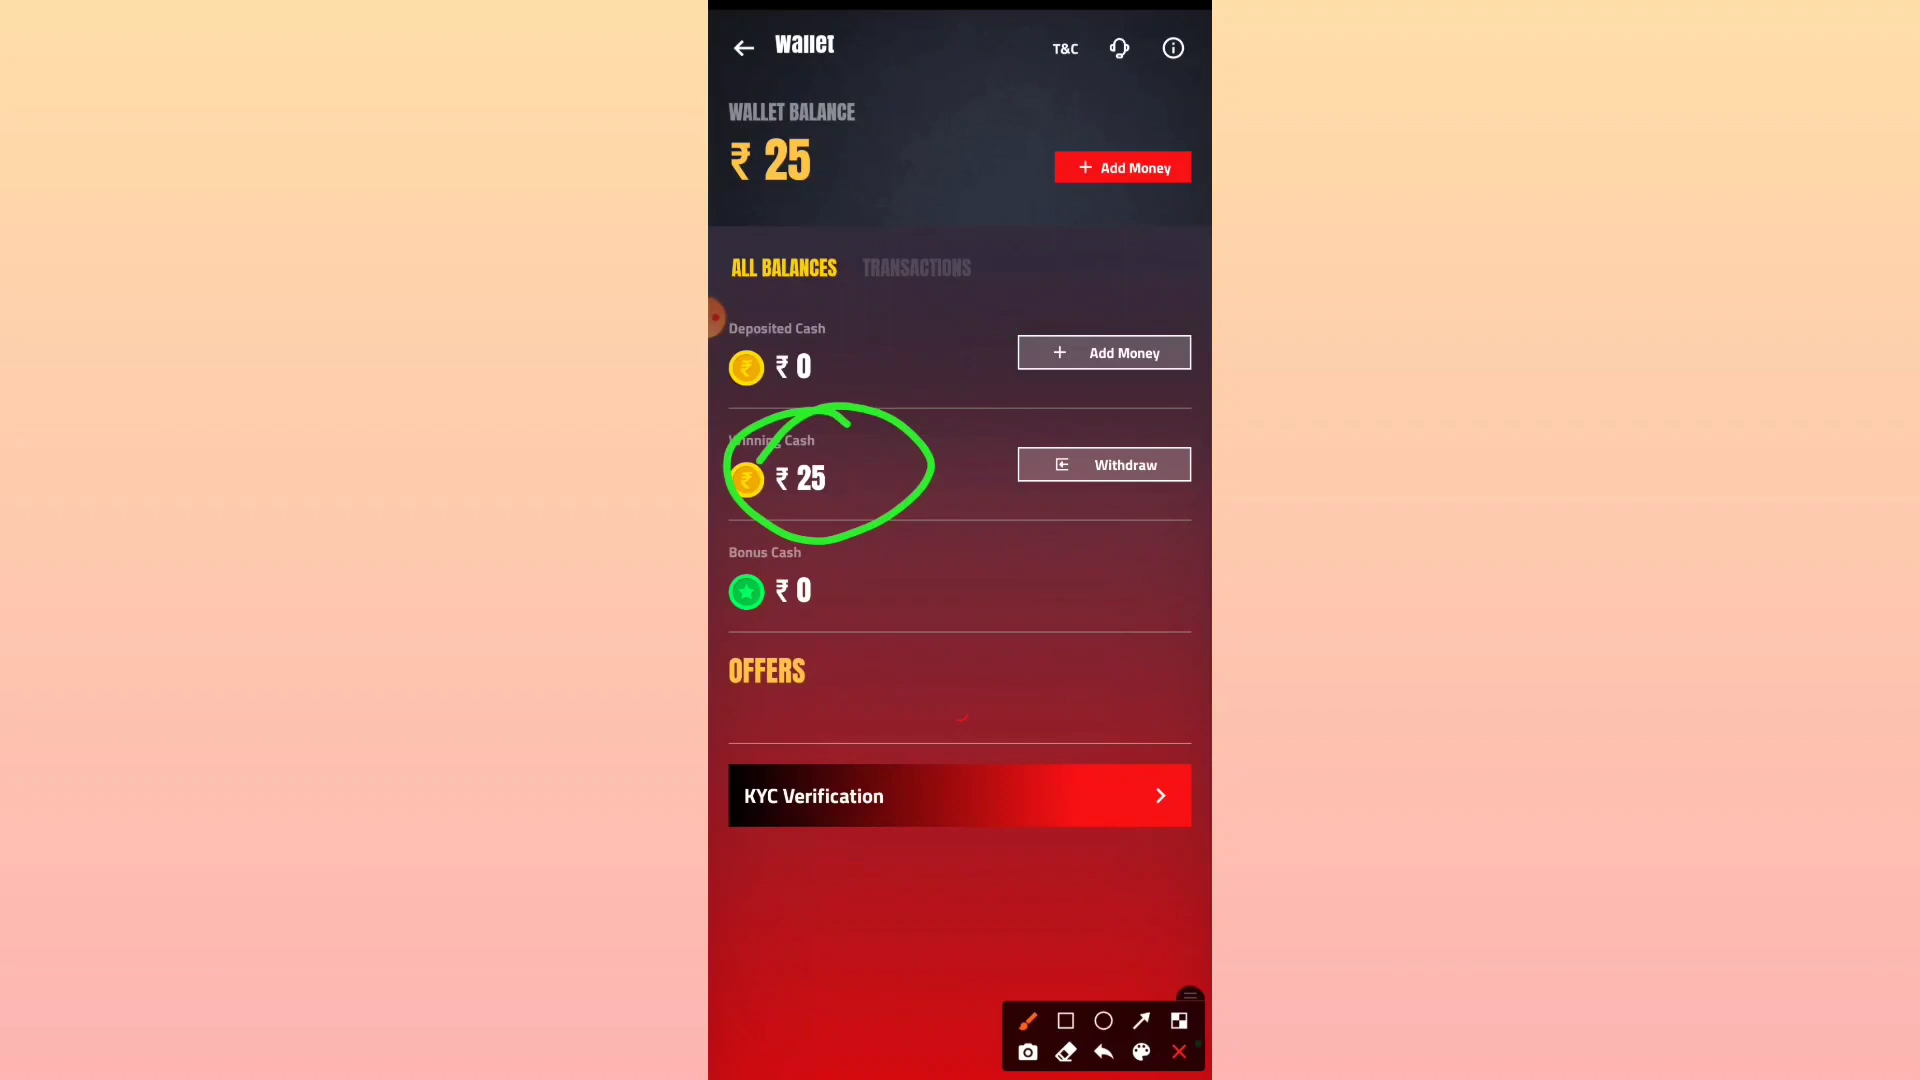 Wallet
T&C
WALLET BALANCE
₹ 25
+ Add Money
ALL BALANCES
TRANSACTIONS
Deposited Cash
₹ 0
+ Add Money
Winning Cash
₹ 25
Withdraw
Bonus Cash
₹ 0
OFFERS
KYC Verification